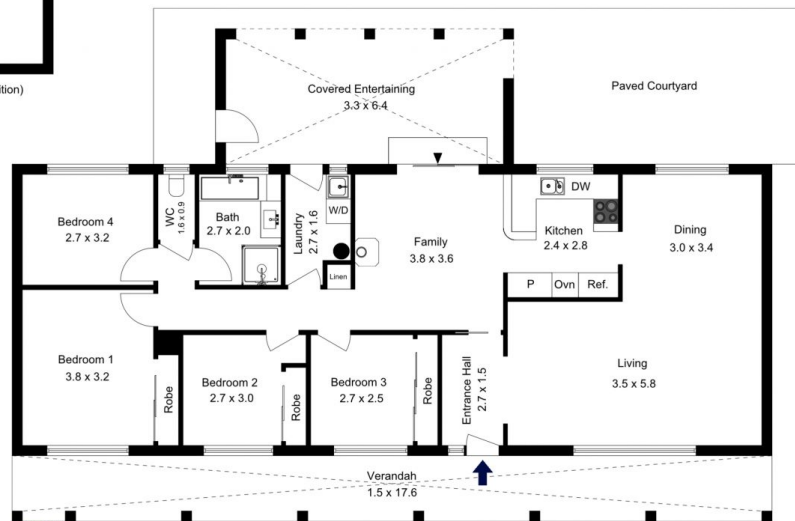 ition)
Covered Entertaining
3.3 x 6.4
Paved Courtyard
Bedroom 4
2.7 x 3.2
WC
1.6 x 0.9
Bath
2.7 x 2.0
Laundry
2.7 x 1.6
W/D
Linen
Family
3.8 x 3.6
DW
Kitchen
2.4 x 2.8
P
Ovn
Ref.
Dining
3.0 x 3.4
Bedroom 1
3.8 x 3.2
Robe
Bedroom 2
2.7 x 3.0
Robe
Bedroom 3
2.7 x 2.5
Robe
Entrance Hall
2.7 x 1.5
Living
3.5 x 5.8
Verandah
1.5 x 17.6